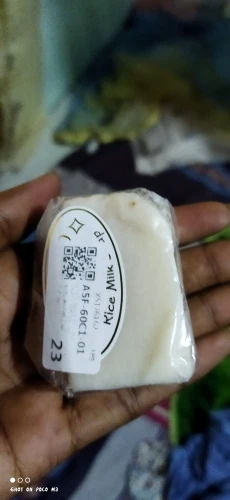 Rice Milk -
A5F-60C1 01
23
SHOT ON POCO M3